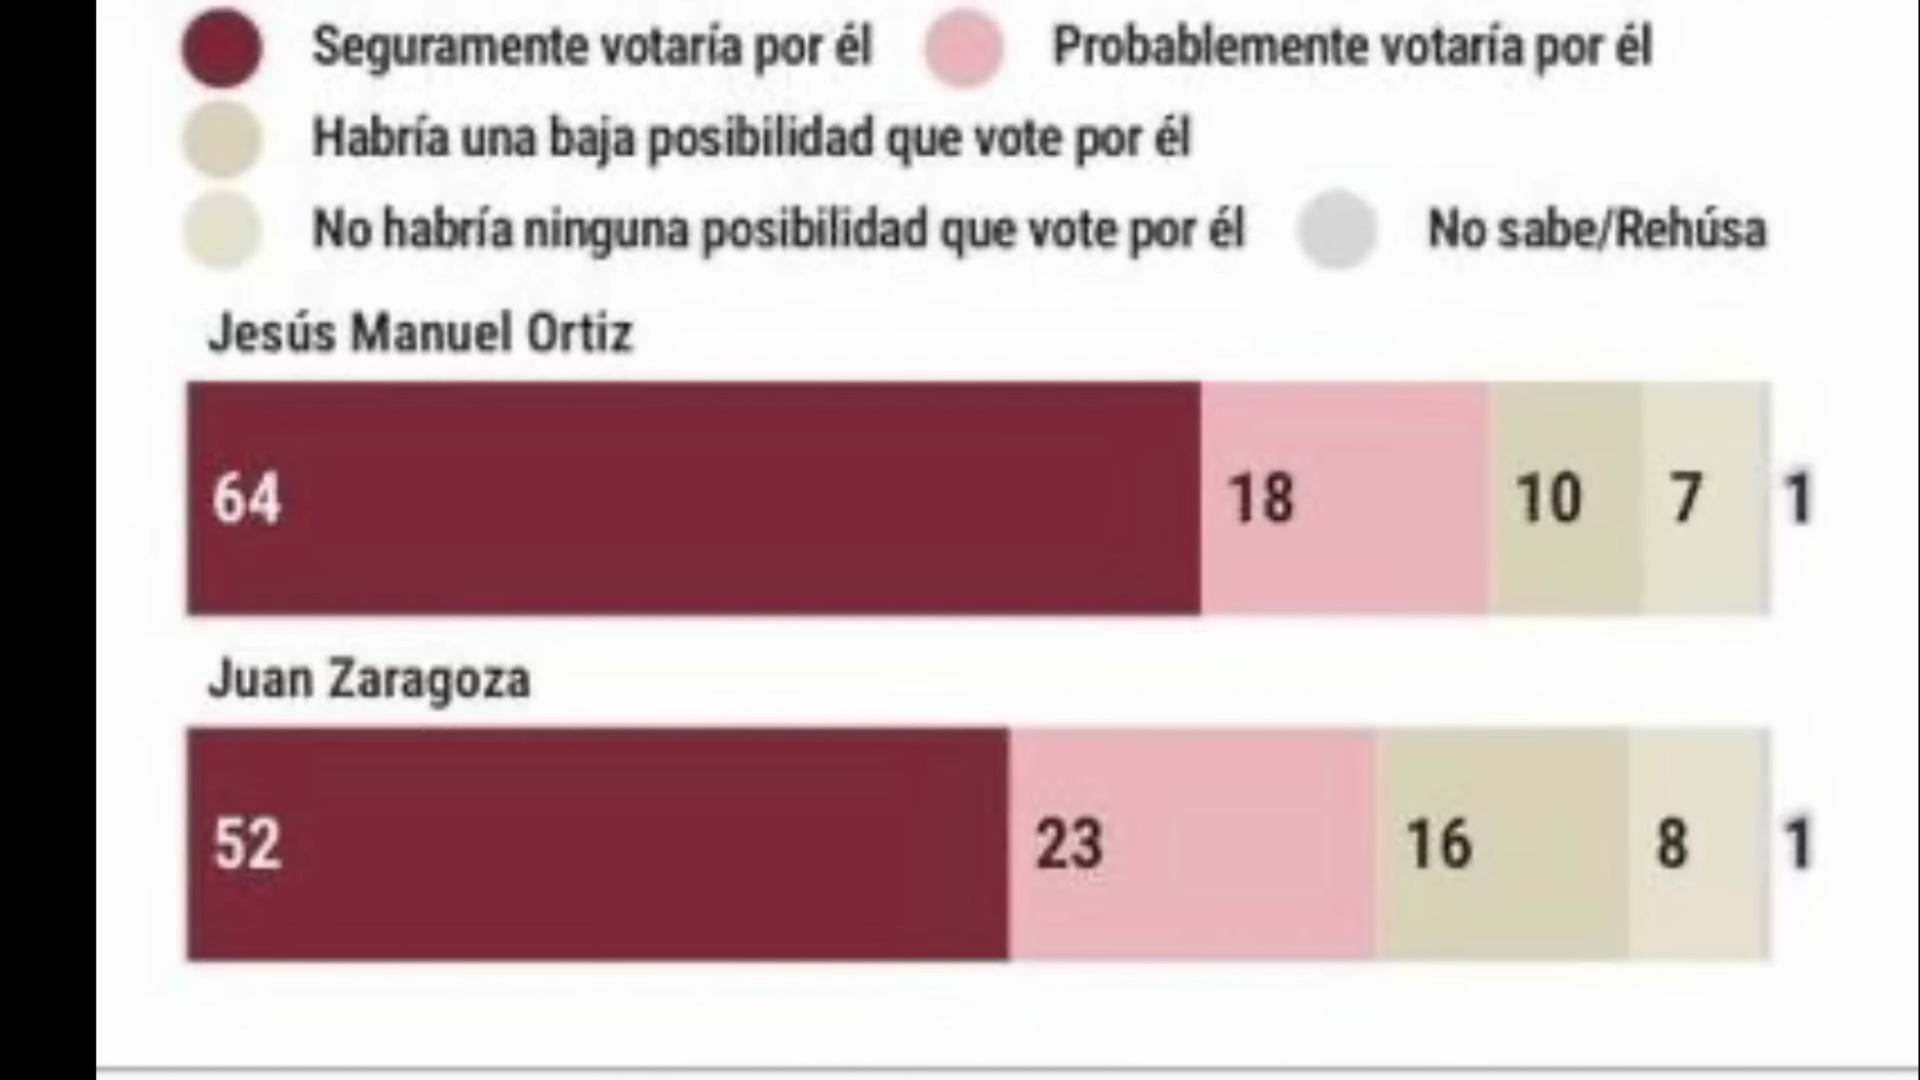 Seguramente votaría por él Probablemente votaría por él
Habría una baja posibilidad que vote por él
No habría ninguna posibilidad que vote por él No sabe/Rehúsa
Jesús Manuel Ortiz
64 18 10 7 1
Juan Zaragoza
52 23 16 8 1